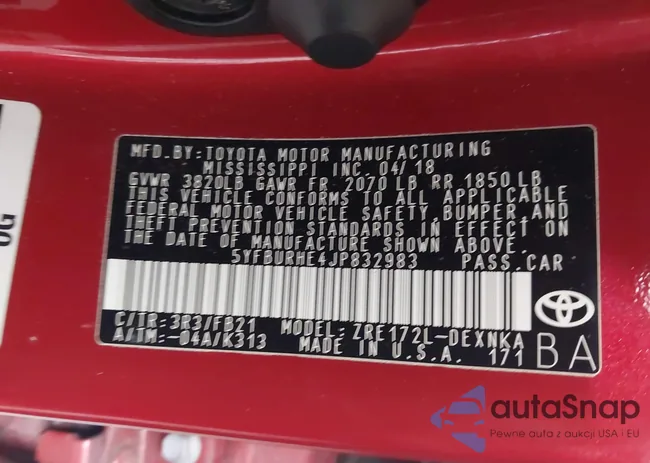 MFD.BY:TOYOTA MOTOR MANUFACTURING
MISSISSIPPI INC. 04/18
GVWR 3820LB GAWR FR 2070 LB RR 1850LB
THIS VEHICLE CONFORMS TO ALL APPLICABLE
FEDERAL MOTOR VEHICLE SAFETY, BUMPER, AND
THEFT PREVENTION STANDARDS IN EFFECT ON
THE DATE OF MANUFACTURE SHOWN ABOVE.
5YFBURHE4JP832983 PASS.CAR
C/TR:3R3/FB21 MODEL: ZRE172L-DEXNKA
A/TM:-04A/K313 MADE IN U.S.A. 171
BA
0G
autaSnap
Pewne auta z aukcji USA i EU